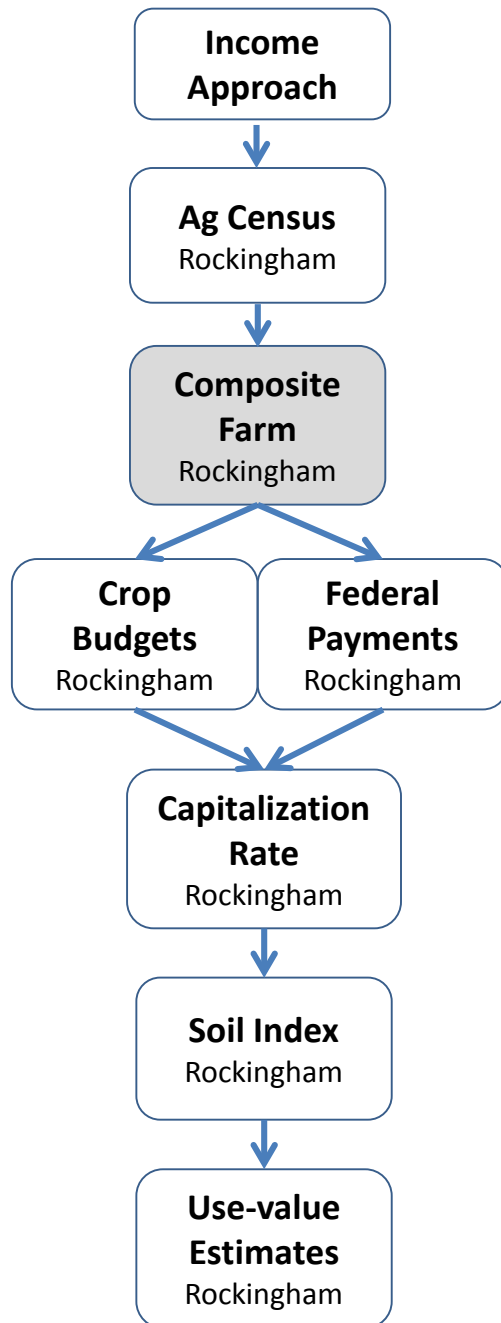 Income
Approach
Ag Census
Rockingham
Composite
Farm
Rockingham
Crop
Budgets
Rockingham
Federal
Payments
Rockingham
Capitalization
Rate
Rockingham
Soil Index
Rockingham
Use-value
Estimates
Rockingham